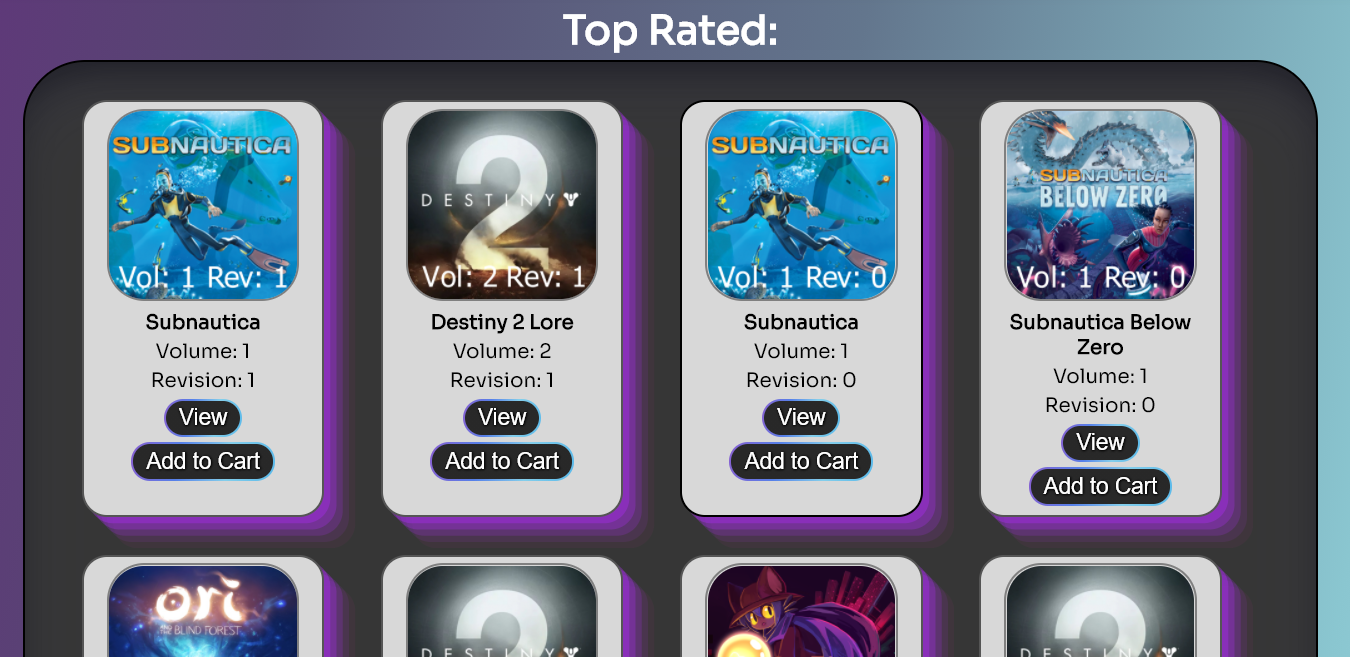 Top Rated:
SUBNAUTICA
Vol: 1 Rev: 1
Subnautica
Volume: 1
Revision: 1
View
Add to Cart
2
DESTINY
Vol: 2 Rev: 1
Destiny 2 Lore
Volume: 2
Revision: 1
View
Add to Cart
SUBNAUTICA
Vol: 1 Rev: 0
Subnautica
Volume: 1
Revision: 0
View
Add to Cart
SUBNAUTICA
BELOW ZERO
Vol: 1 Rev: 0
Subnautica Below
Zero
Volume: 1
Revision: 0
View
Add to Cart
ori
AND THE BLIND FOREST
2
DESTINY
2
DESTINY